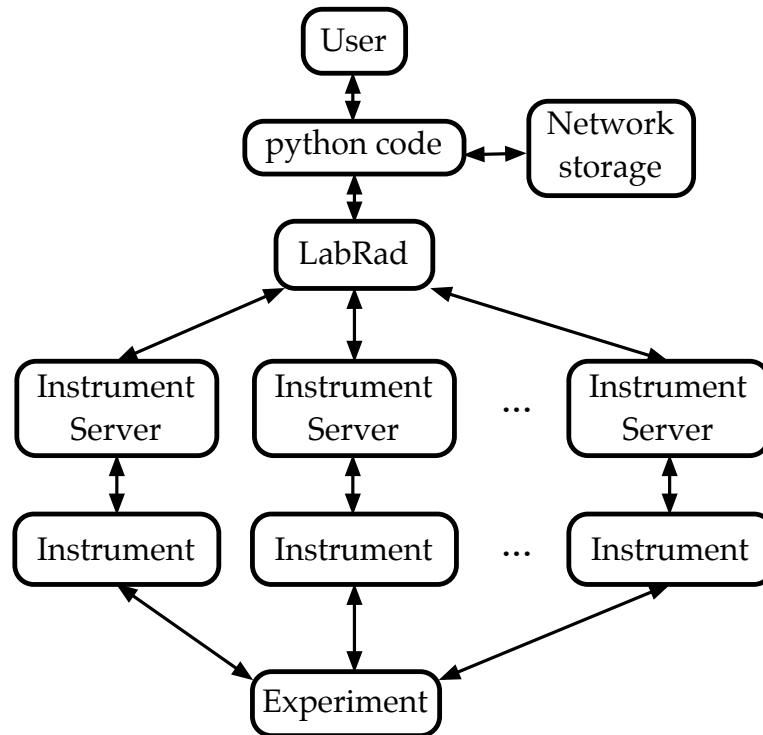 User
python code
Network
storage
LabRad
Instrument
Server
Instrument
Server
...
Instrument
Server
Instrument
Instrument
...
Instrument
Experiment